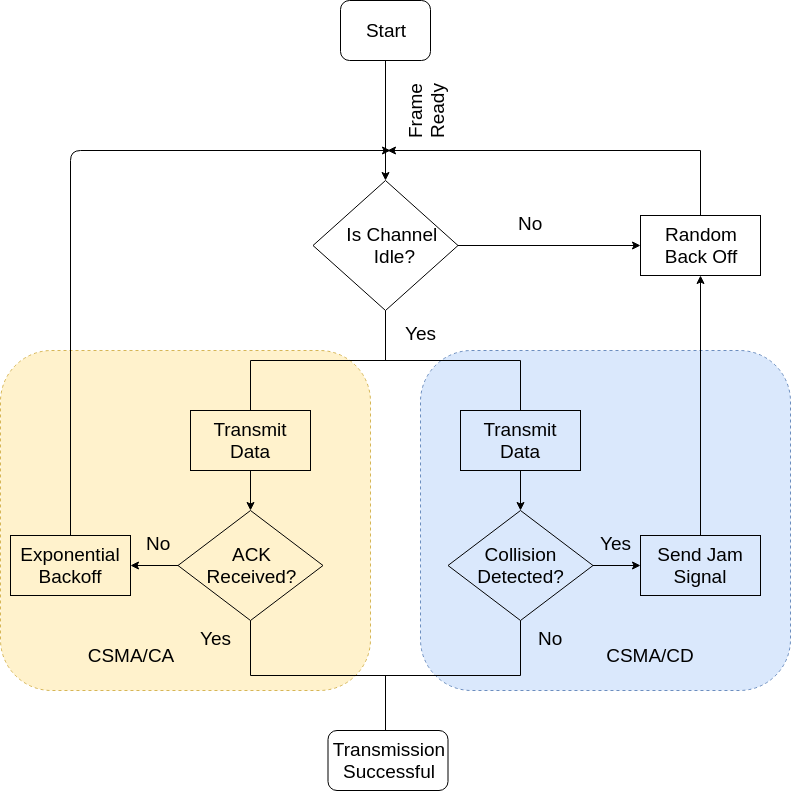 Start
Frame
Ready
Is Channel
Idle?
No
Random
Back Off
Yes
Transmit
Data
Transmit
Data
Exponential
Backoff
No
ACK
Received?
Collision
Detected?
Yes
Send Jam
Signal
Yes
No
CSMA/CA
CSMA/CD
Transmission
Successful